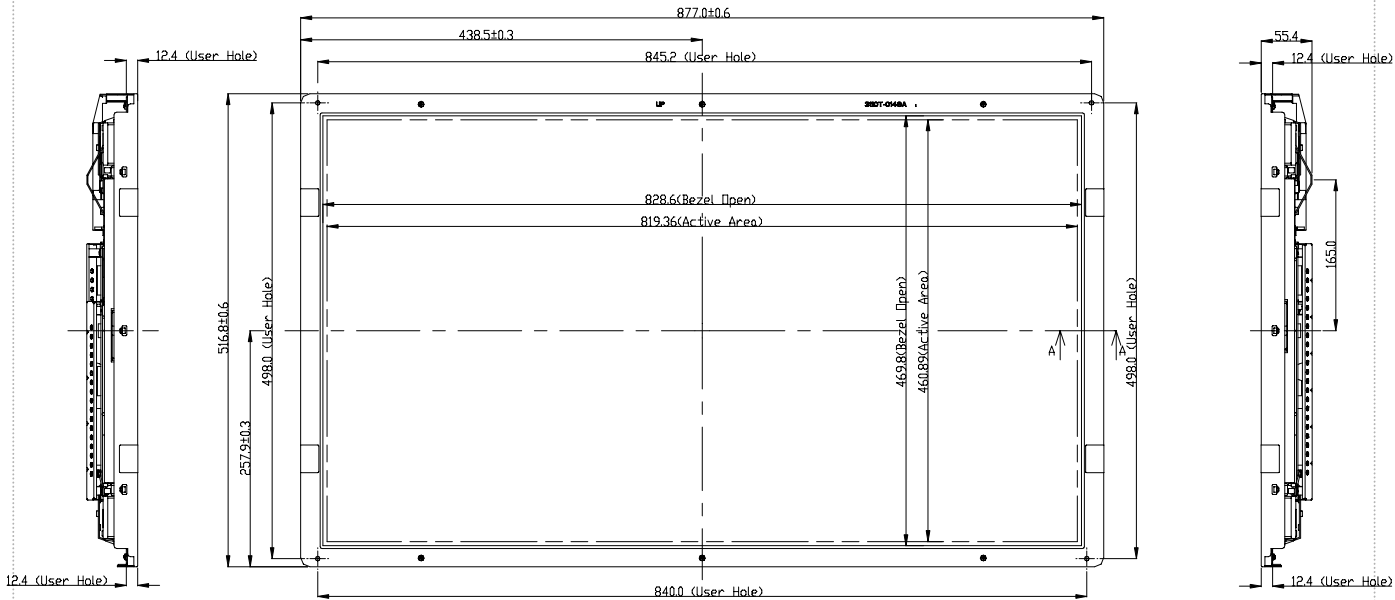 877.0±0.6
438.5±0.3
55.4
12.4 (User Hole)
845.2 (User Hole)
12.4 (User Hole)
UP
828.6(Bezel Open)
819.36(Active Area)
165.0
516.8±0.6
498.0 (User Hole)
469.8(Bezel Open)
460.89(Active Area)
498.0 (User Hole)
A
A
257.9±0.3
12.4 (User Hole)
12.4 (User Hole)
840.0 (User Hole)